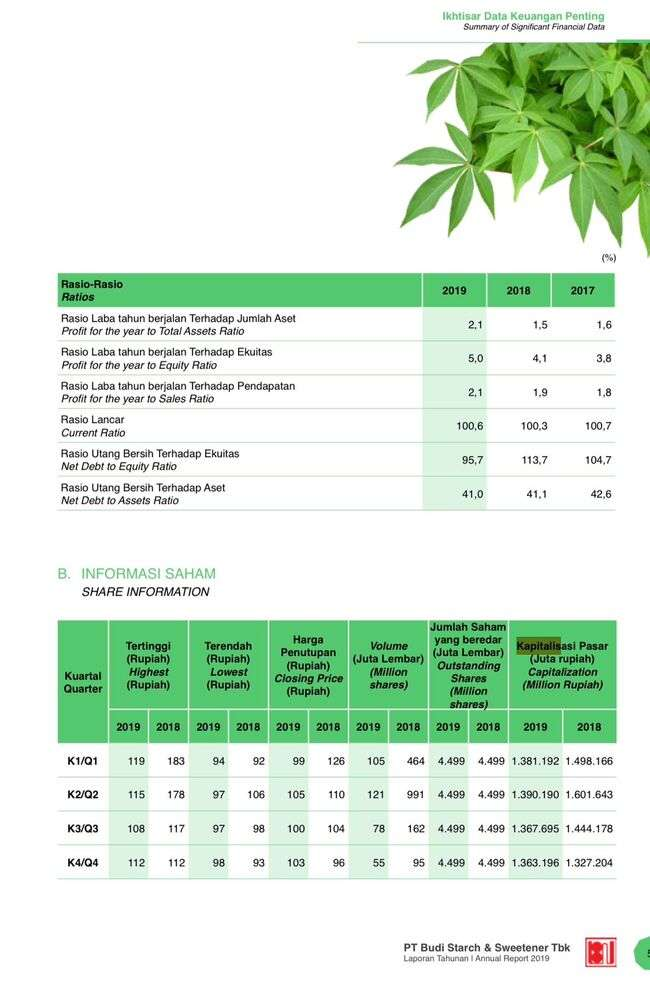 Ikhtisar Data Keuangan Penting
Summary of Significant Financial Data
(%)
Rasio-Rasio
Ratios
2019 2018 2017
Rasio Laba tahun berjalan Terhadap Jumlah Aset
Profit for the year to Total Assets Ratio
2,1 1,5 1,6
Rasio Laba tahun berjalan Terhadap Ekuitas
Profit for the year to Equity Ratio
5,0 4,1 3,8
Rasio Laba tahun berjalan Terhadap Pendapatan
Profit for the year to Sales Ratio
2,1 1,9 1,8
Rasio Lancar
Current Ratio
100,6 100,3 100,7
Rasio Utang Bersih Terhadap Ekuitas
Net Debt to Equity Ratio
95,7 113,7 104,7
Rasio Utang Bersih Terhadap Aset
Net Debt to Assets Ratio
41,0 41,1 42,6
B. INFORMASI SAHAM
SHARE INFORMATION
Kuartal
Quarter
Tertinggi
(Rupiah)
Highest
(Rupiah)
Terendah
(Rupiah)
Lowest
(Rupiah)
Harga
Penutupan
(Rupiah)
Closing Price
(Rupiah)
Volume
(Juta Lembar)
(Million
shares)
Jumlah Saham
yang beredar
(Juta Lembar)
Outstanding
Shares
(Million
shares)
Kapitalisasi Pasar
(Juta rupiah)
Capitalization
(Million Rupiah)
2019 2018 2019 2018 2019 2018 2019 2018 2019 2018 2019 2018
K1/Q1 119 183 94 92 99 126 105 464 4.499 4.499 1.381.192 1.498.166
K2/Q2 115 178 97 106 105 110 121 991 4.499 4.499 1.390.190 1.601.643
K3/Q3 108 117 97 98 100 104 78 162 4.499 4.499 1.367.695 1.444.178
K4/Q4 112 112 98 93 103 96 55 95 4.499 4.499 1.363.196 1.327.204
PT Budi Starch & Sweetener Tbk
Laporan Tahunan I Annual Report 2019